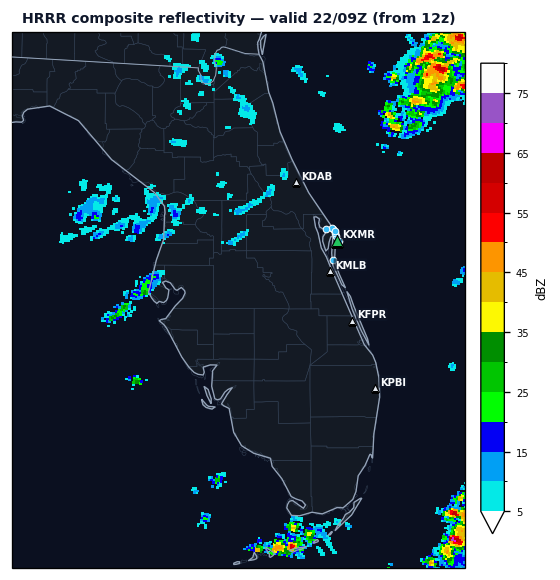 HRRR composite reflectivity — valid 22/09Z (from 12z)
KDAB
KXMR
KMLB
KFPR
KPBI
75
65
55
45
35
25
15
5
dBZ